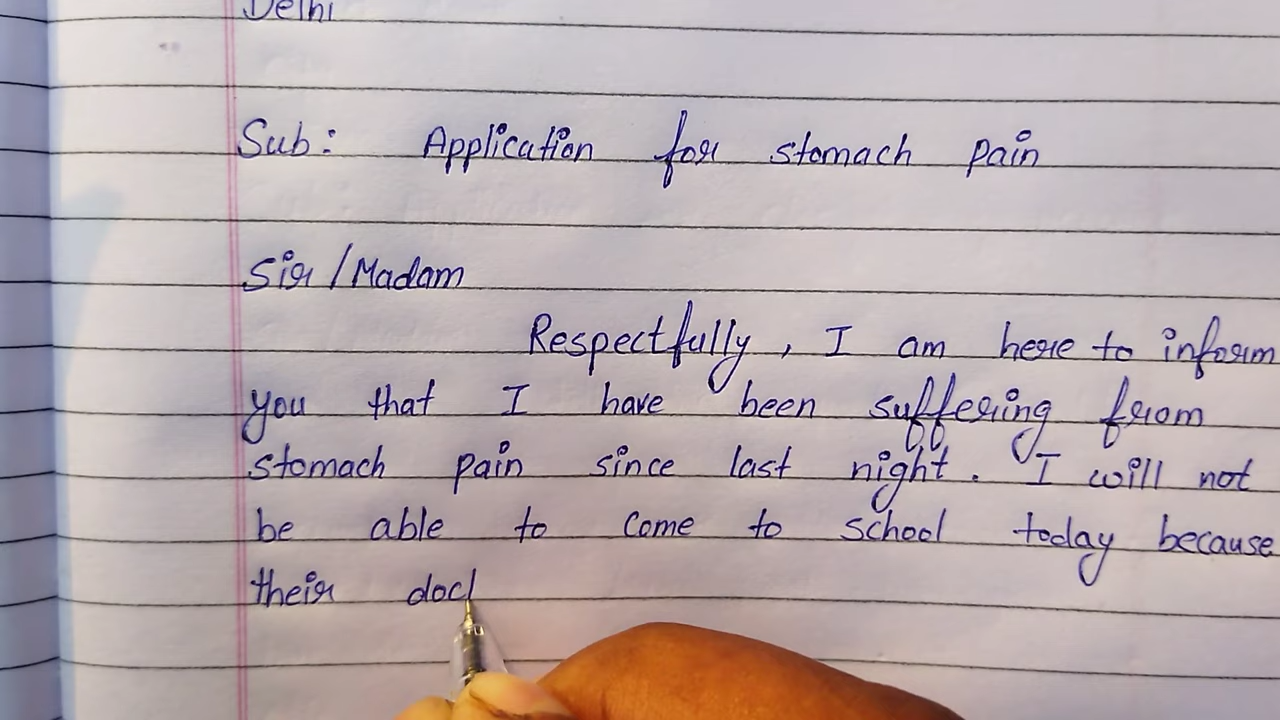 Delhi
Sub: Application for stomach pain
Sir/Madam
Respectfully, I am here to inform
you that I have been suffering from
stomach pain since last night. I will not
be able to come to school today because
their doc